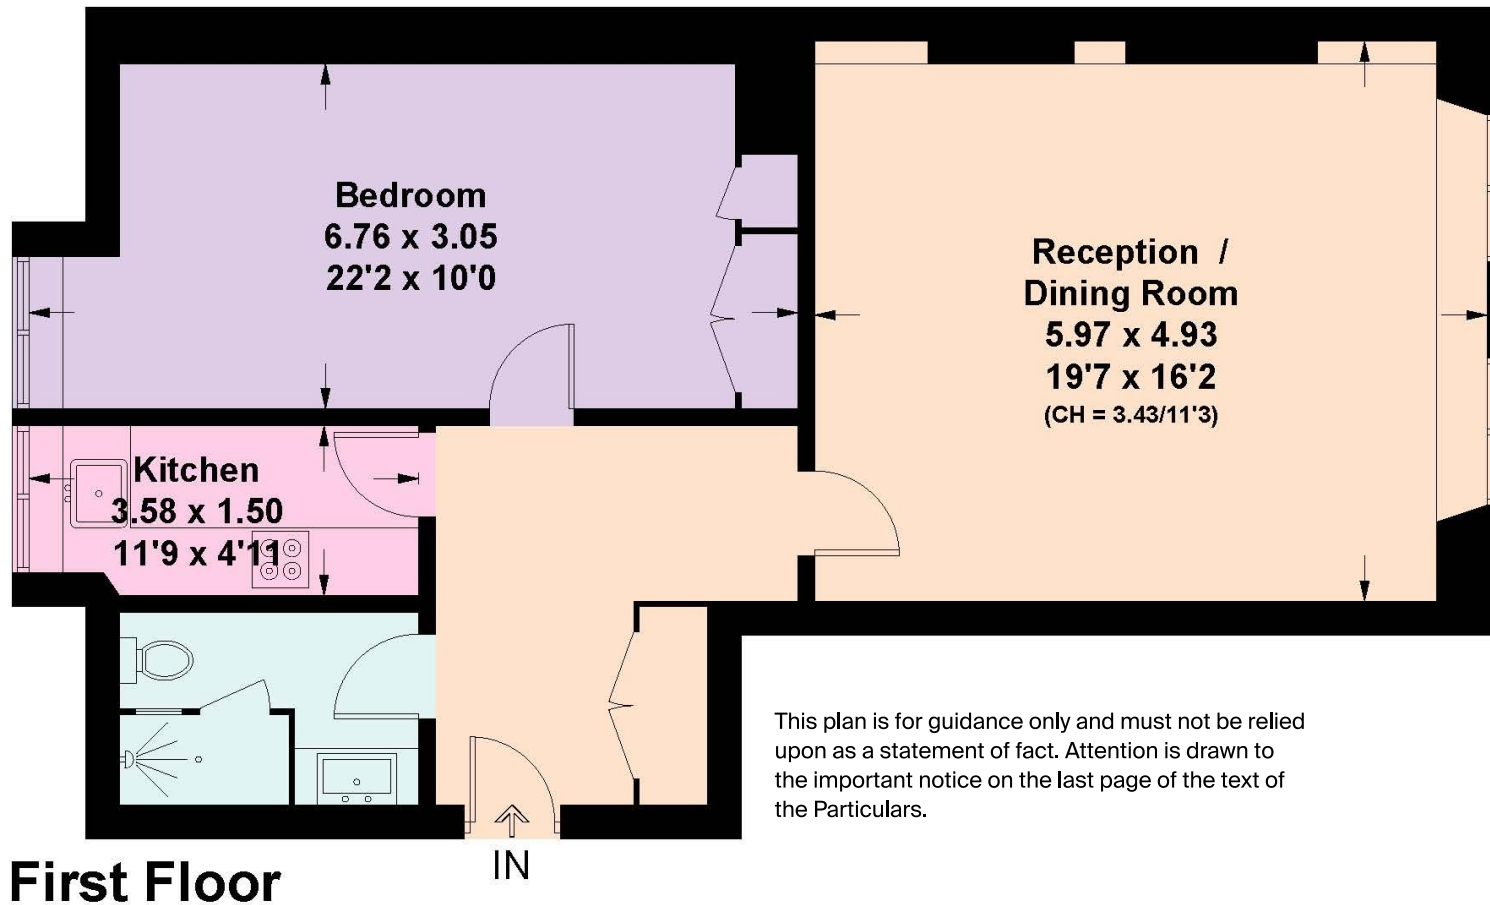 Bedroom
6.76 x 3.05
22'2 x 10'0
Reception /
Dining Room
5.97 x 4.93
19'7 x 16'2
(CH = 3.43/11'3)
Kitchen
3.58 x 1.50
11'9 x 4'11
This plan is for guidance only and must not be relied
upon as a statement of fact. Attention is drawn to
the important notice on the last page of the text of
the Particulars.
IN
First Floor